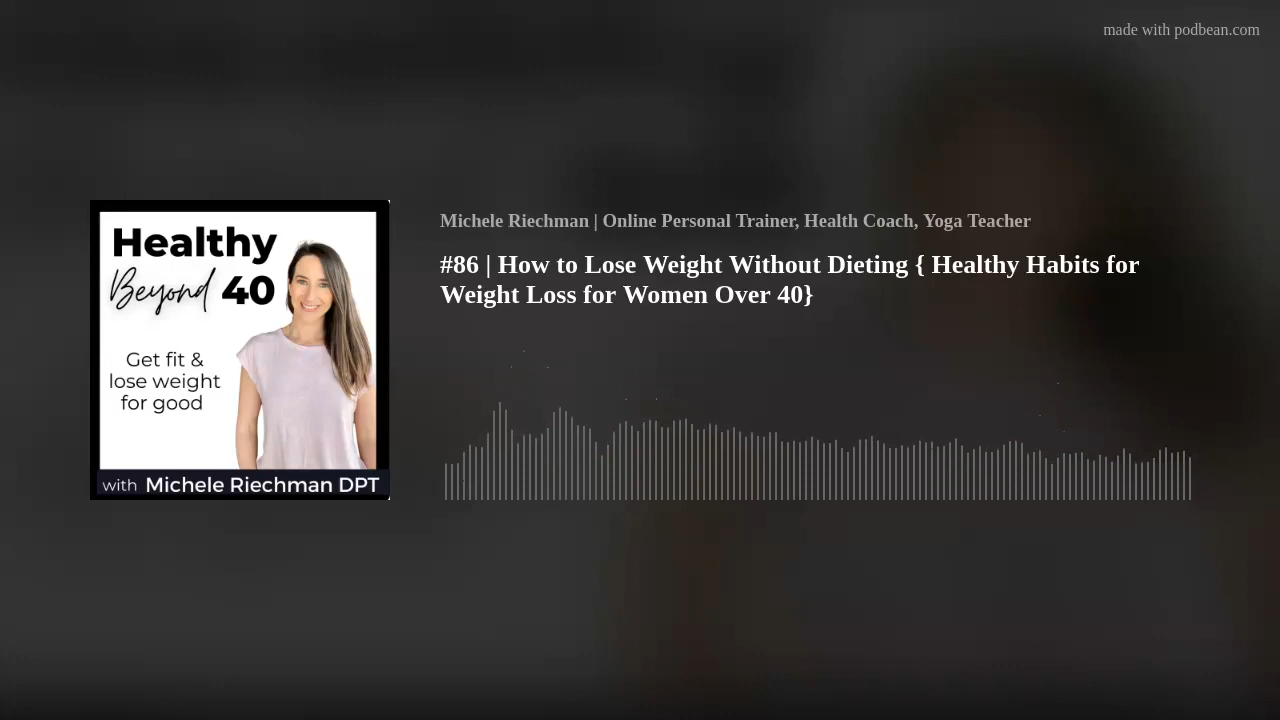 made with podbean.com
Healthy
Beyond 40
Get fit &
lose weight
for good
with Michele Riechman DPT
Michele Riechman | Online Personal Trainer, Health Coach, Yoga Teacher
#86 | How to Lose Weight Without Dieting { Healthy Habits for
Weight Loss for Women Over 40}